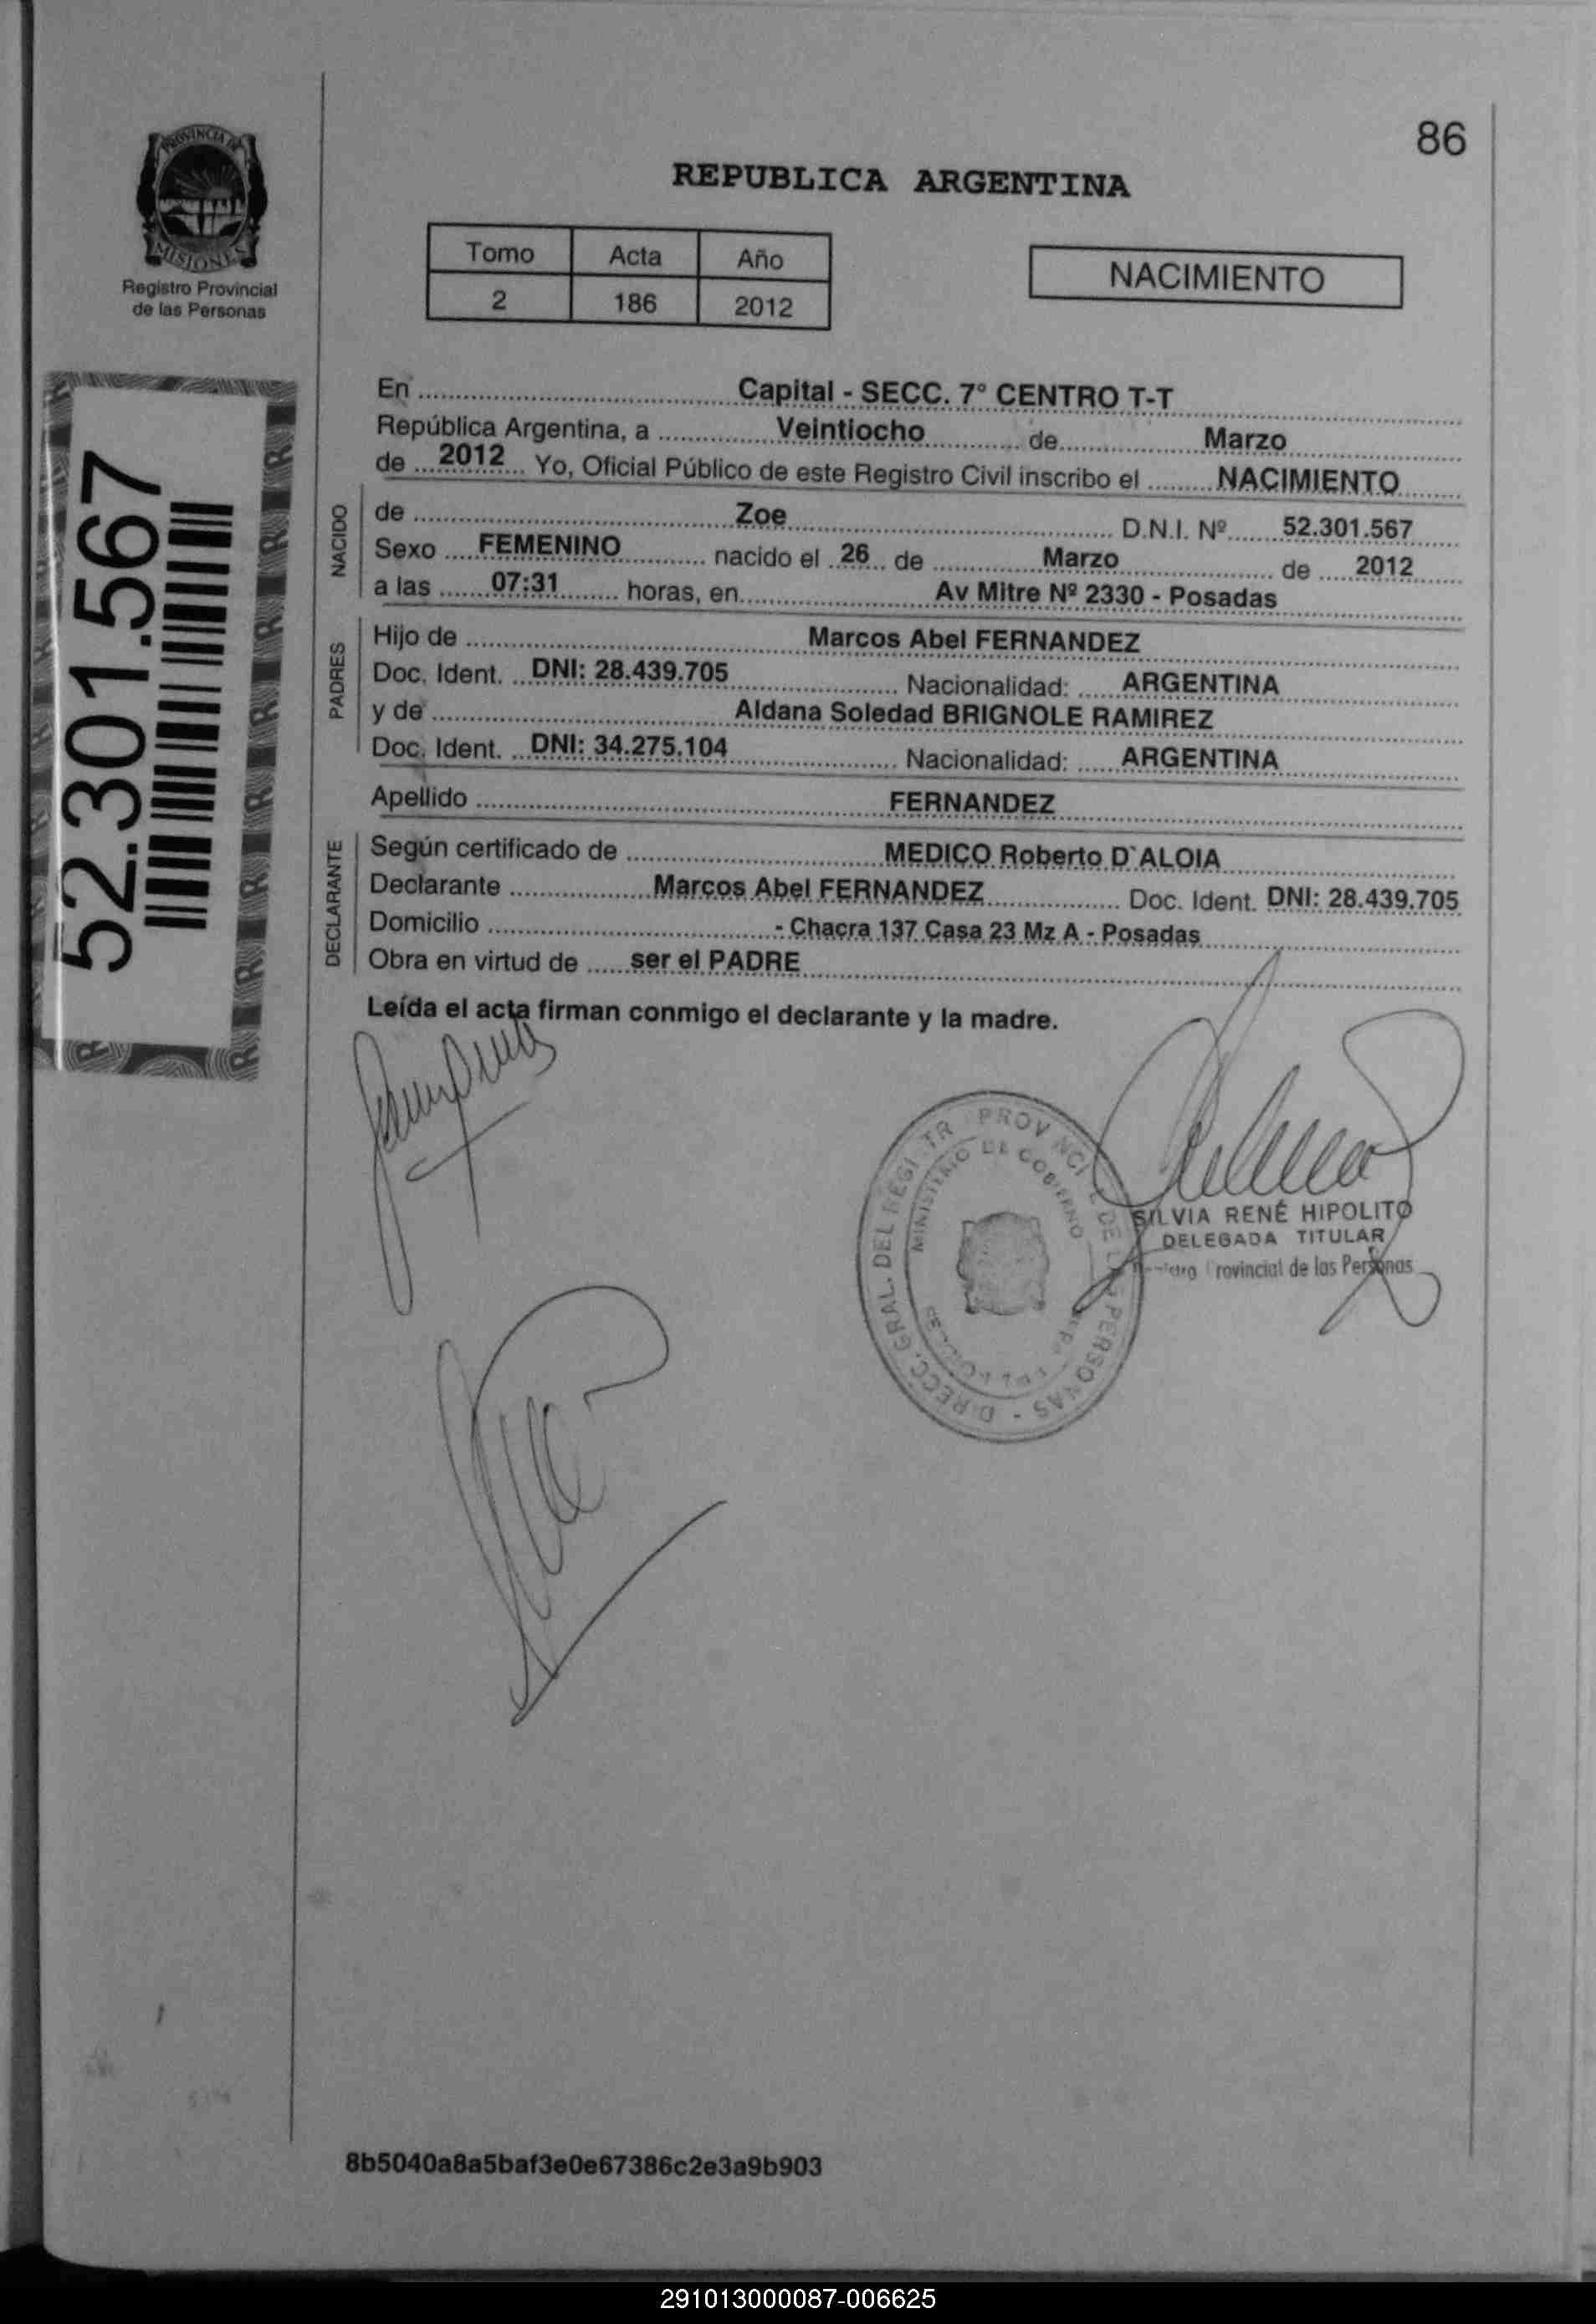 86
REPUBLICA ARGENTINA
PROVINCIA DE
MISIONES
Registro Provincial
de las Personas
Tomo Acta Año
2 186 2012
NACIMIENTO
52.301.567
En Capital - SECC. 7° CENTRO T-T
República Argentina, a Veintiocho de Marzo
de 2012 Yo, Oficial Público de este Registro Civil inscribo el NACIMIENTO
NACIDO
de Zoe D.N.I. Nº 52.301.567
Sexo FEMENINO nacido el 26 de Marzo de 2012
a las 07:31 horas, en Av Mitre Nº 2330 - Posadas
PADRES
Hijo de Marcos Abel FERNANDEZ
Doc. Ident. DNI: 28.439.705 Nacionalidad: ARGENTINA
y de Aldana Soledad BRIGNOLE RAMIREZ
Doc. Ident. DNI: 34.275.104 Nacionalidad: ARGENTINA
Apellido FERNANDEZ
DECLARANTE
Según certificado de MEDICO Roberto D`ALOIA
Declarante Marcos Abel FERNANDEZ Doc. Ident. DNI: 28.439.705
Domicilio - Chacra 137 Casa 23 Mz A - Posadas
Obra en virtud de ser el PADRE
Leída el acta firman conmigo el declarante y la madre.
MINISTERIO DE GOBIERNO
SILVIA RENÉ HIPOLITO
DELEGADA TITULAR
Provincial de las Personas
8b5040a8a5baf3e0e67386c2e3a9b903
291013000087-006625